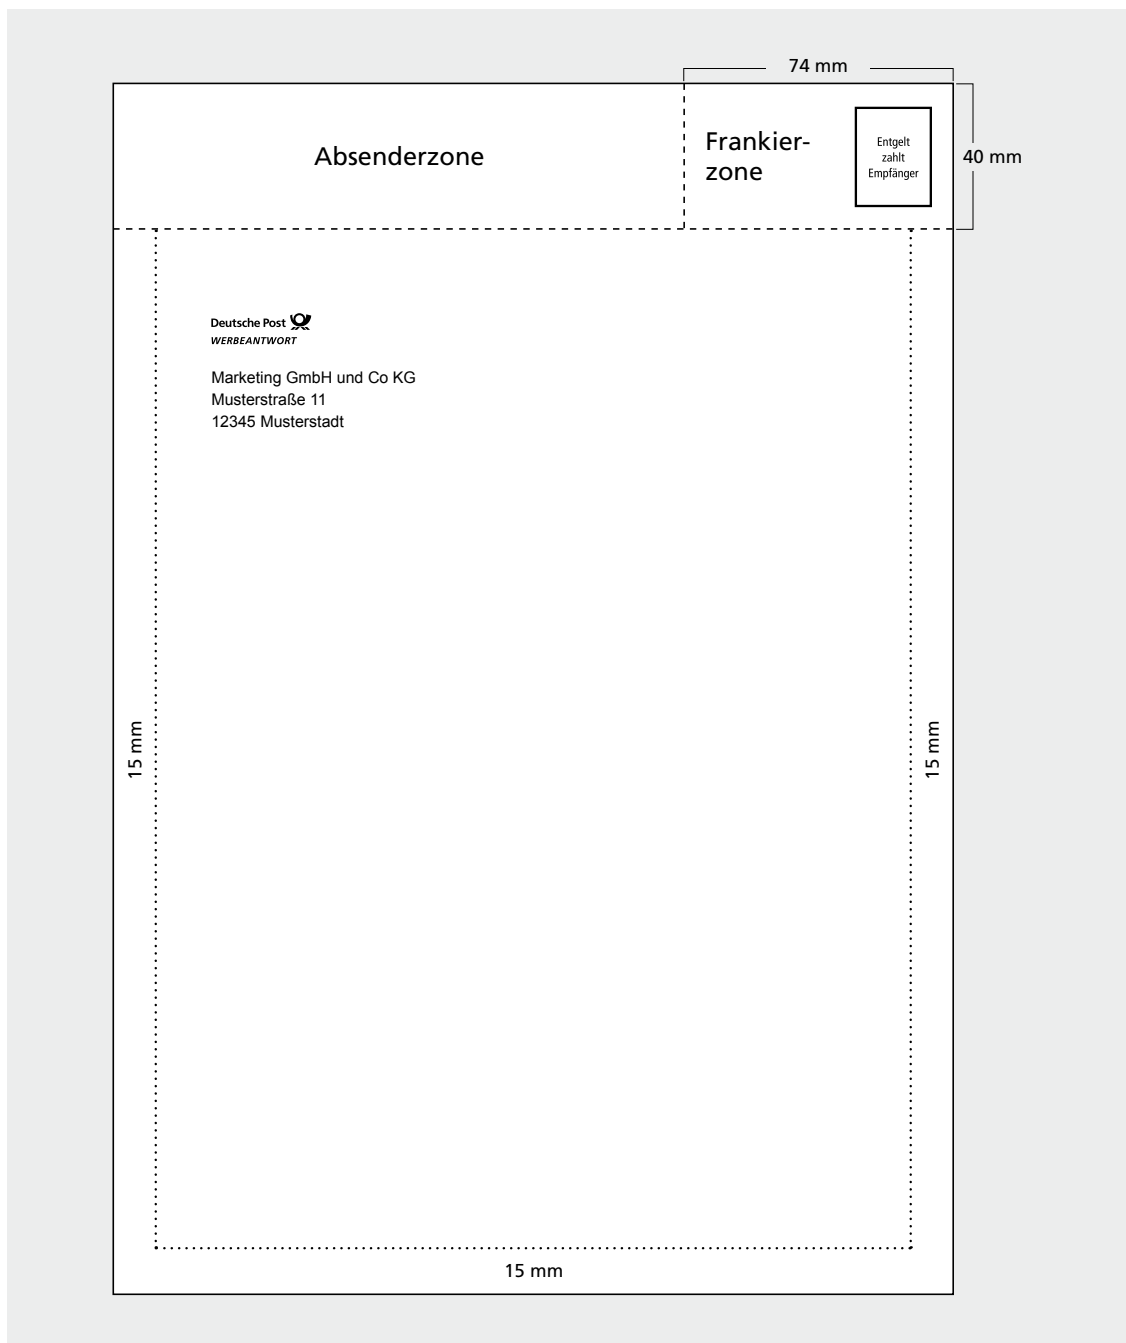 74 mm
Absenderzone
Frankier-
zone
Entgelt
zahlt
Empfänger
40 mm
Deutsche Post
WERBEANTWORT
Marketing GmbH und Co KG
Musterstraße 11
12345 Musterstadt
15 mm
15 mm
15 mm